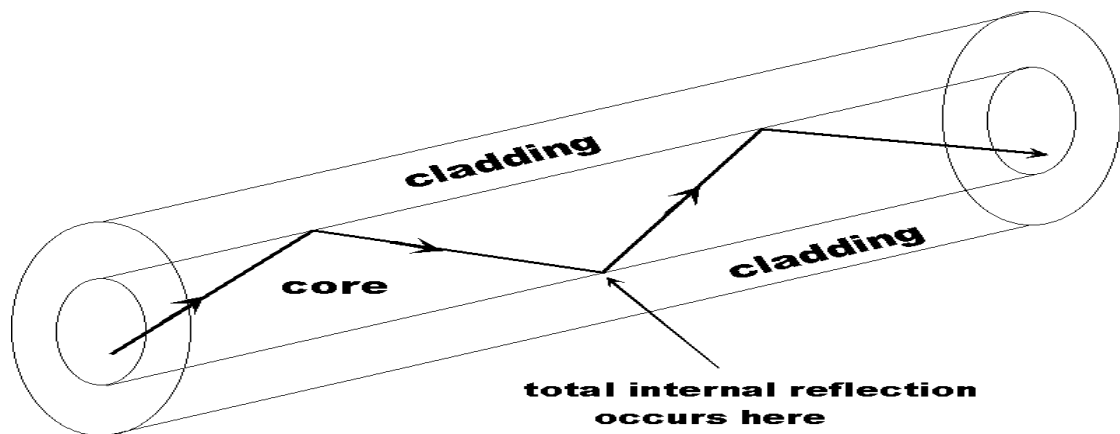 cladding
core
cladding
total internal reflection
occurs here